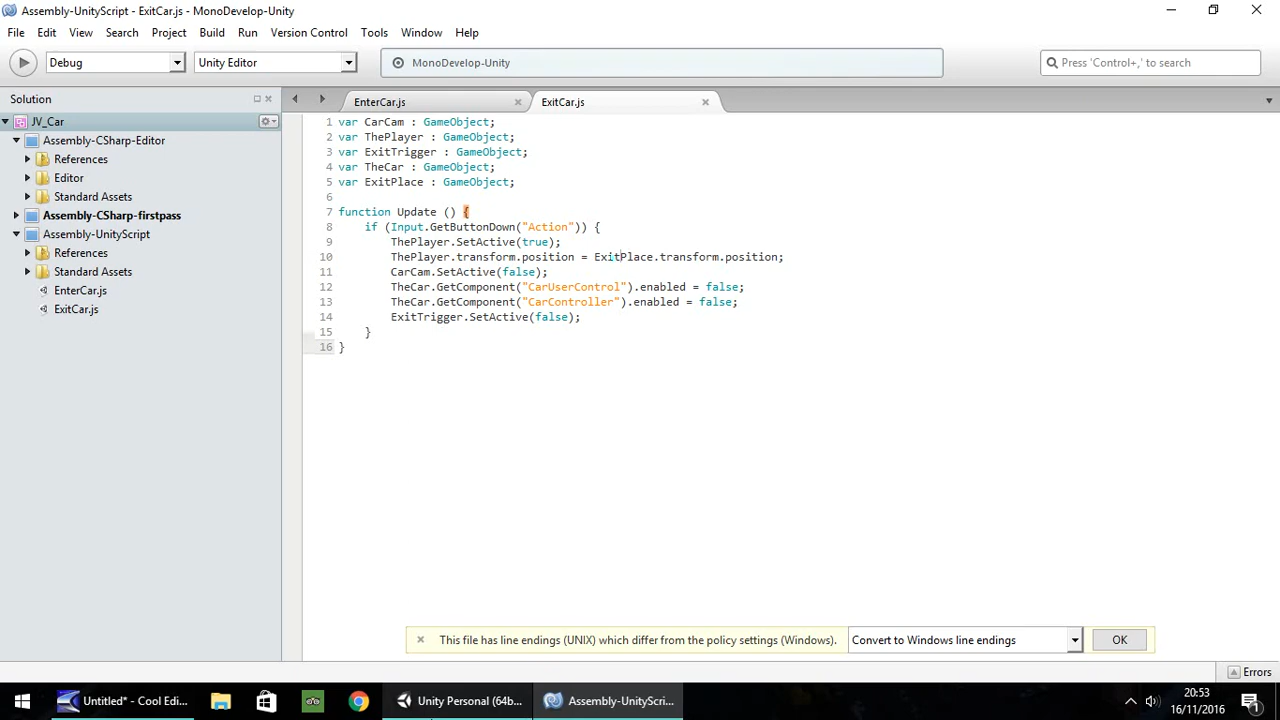 Assembly-UnityScript - ExitCar.js - MonoDevelop-Unity
File Edit View Search Project Build Run Version Control Tools Window Help
Debug Unity Editor MonoDevelop-Unity Press 'Control+,' to search
Solution
EnterCar.js ExitCar.js
JV_Car
Assembly-CSharp-Editor
References
Editor
Standard Assets
Assembly-CSharp-firstpass
Assembly-UnityScript
References
Standard Assets
EnterCar.js
ExitCar.js
1 var CarCam : GameObject;
2 var ThePlayer : GameObject;
3 var ExitTrigger : GameObject;
4 var TheCar : GameObject;
5 var ExitPlace : GameObject;
6
7 function Update () {
8 if (Input.GetButtonDown("Action")) {
9 ThePlayer.SetActive(true);
10 ThePlayer.transform.position = ExitPlace.transform.position;
11 CarCam.SetActive(false);
12 TheCar.GetComponent("CarUserControl").enabled = false;
13 TheCar.GetComponent("CarController").enabled = false;
14 ExitTrigger.SetActive(false);
15 }
16 }
This file has line endings (UNIX) which differ from the policy settings (Windows). Convert to Windows line endings OK
Errors
Untitled* - Cool Edi... Unity Personal (64b... Assembly-UnityScri... 20:53
16/11/2016 1